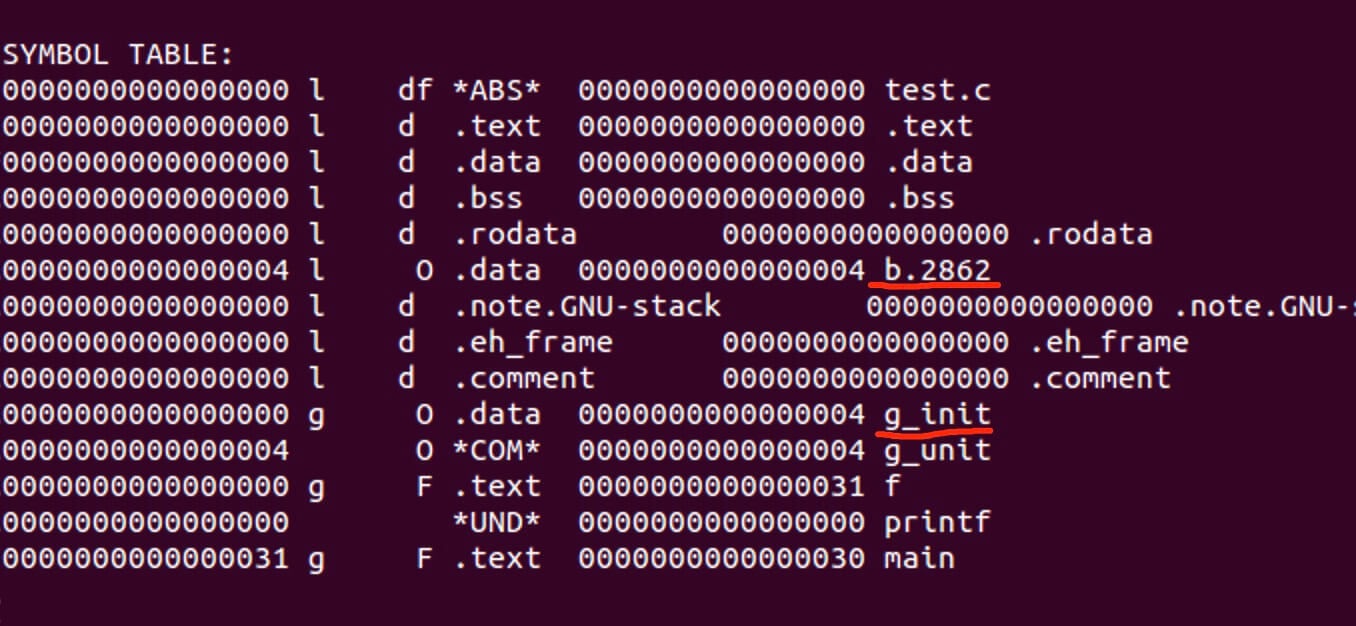 SYMBOL TABLE:
0000000000000000 l    df *ABS*  0000000000000000 test.c
0000000000000000 l    d  .text  0000000000000000 .text
0000000000000000 l    d  .data  0000000000000000 .data
0000000000000000 l    d  .bss   0000000000000000 .bss
0000000000000000 l    d  .rodata        0000000000000000 .rodata
0000000000000004 l     O .data  0000000000000004 b.2862
0000000000000000 l    d  .note.GNU-stack        0000000000000000 .note.GNU-
0000000000000000 l    d  .eh_frame      0000000000000000 .eh_frame
0000000000000000 l    d  .comment       0000000000000000 .comment
0000000000000000 g     O .data  0000000000000004 g_init
0000000000000004       O *COM*  0000000000000004 g_unit
0000000000000000 g     F .text  0000000000000031 f
0000000000000000         *UND*  0000000000000000 printf
0000000000000031 g     F .text  0000000000000030 main